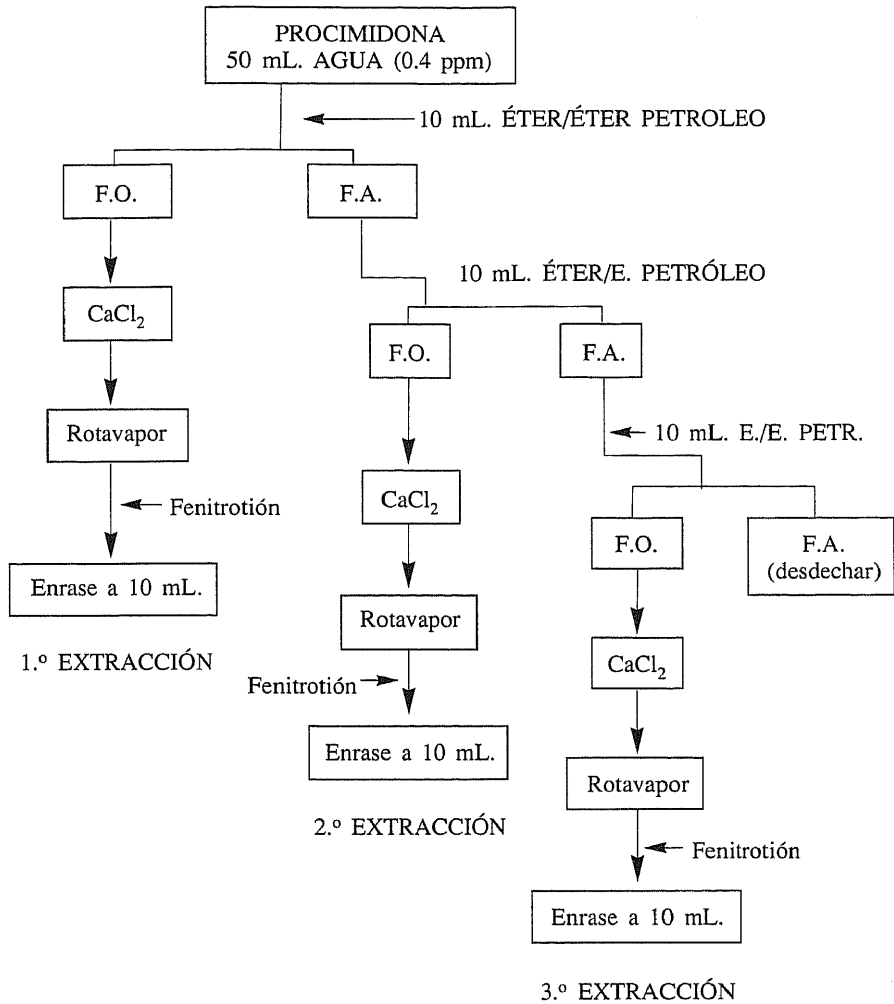 PROCIMIDONA
50 mL. AGUA (0.4 ppm)
10 mL. ÉTER/ÉTER PETROLEO
F.O.
F.A.
CaCl₂
Rotavapor
Fenitrotión
Enrase a 10 mL.
1.º EXTRACCIÓN
10 mL. ÉTER/E. PETRÓLEO
F.O.
F.A.
CaCl₂
Rotavapor
Fenitrotión
Enrase a 10 mL.
2.º EXTRACCIÓN
10 mL. E./E. PETR.
F.O.
F.A.
(desdechar)
CaCl₂
Rotavapor
Fenitrotión
Enrase a 10 mL.
3.º EXTRACCIÓN